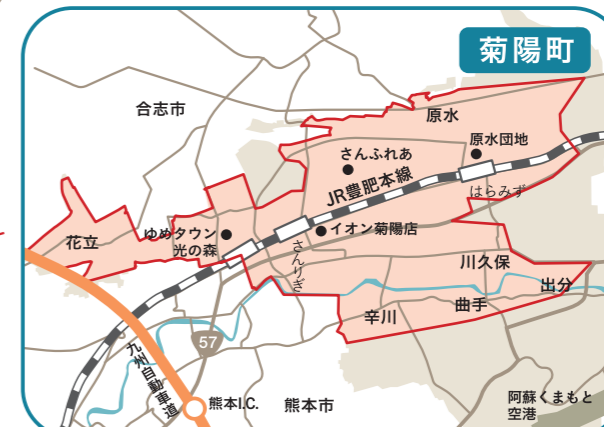 菊陽町
合志市
原水
原水団地
さんふれあ
JR豊肥本線
はらみず
花立
ゆめタウン
光の森
イオン菊陽店
さんりぎ
川久保
出分
曲手
辛川
57
九州自動車道
熊本I.C.
熊本市
阿蘇くまもと
空港